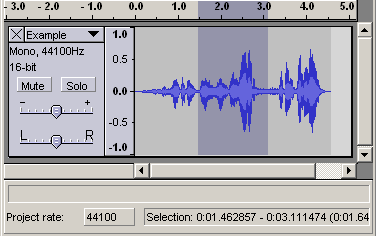 - 3.0 - 2.0 - 1.0 0.0 1.0 2.0 3.0 4.0 5.0
Example
Mono, 44100Hz
16-bit
Mute Solo
- +
L R
1.0
0.5-
0.0-
-0.5-
-1.0
Project rate: 44100 Selection: 0:01.462857 - 0:03.111474 (0:01.64